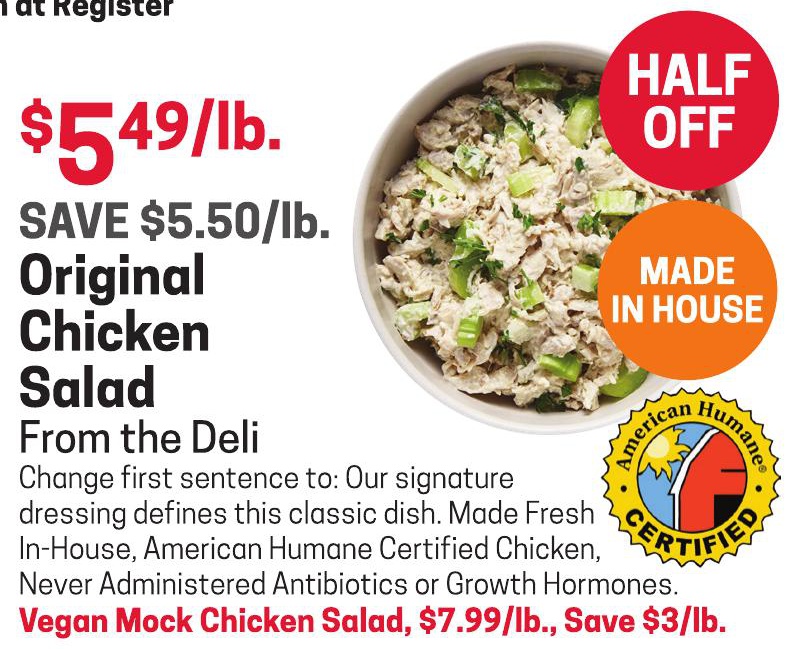 at Register
HALF
OFF
$549/lb.
SAVE $5.50/lb.
Original
Chicken
Salad
From the Deli
MADE
IN HOUSE
American Humane®
CERTIFIED
Change first sentence to: Our signature
dressing defines this classic dish. Made Fresh
In-House, American Humane Certified Chicken,
Never Administered Antibiotics or Growth Hormones.
Vegan Mock Chicken Salad, $7.99/lb., Save $3/lb.